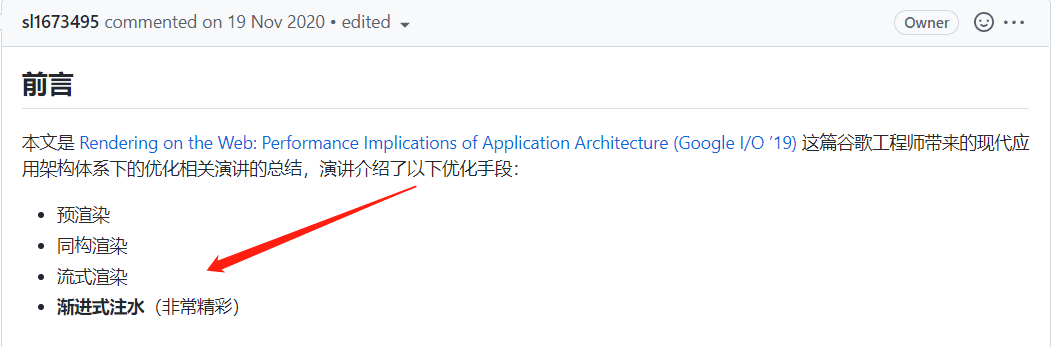 sl1673495 commented on 19 Nov 2020 • edited
Owner
前言
本文是 Rendering on the Web: Performance Implications of Application Architecture (Google I/O ’19) 这篇谷歌工程师带来的现代应
用架构体系下的优化相关演讲的总结，演讲介绍了以下优化手段：
• 预渲染
• 同构渲染
• 流式渲染
• 渐进式注水（非常精彩）